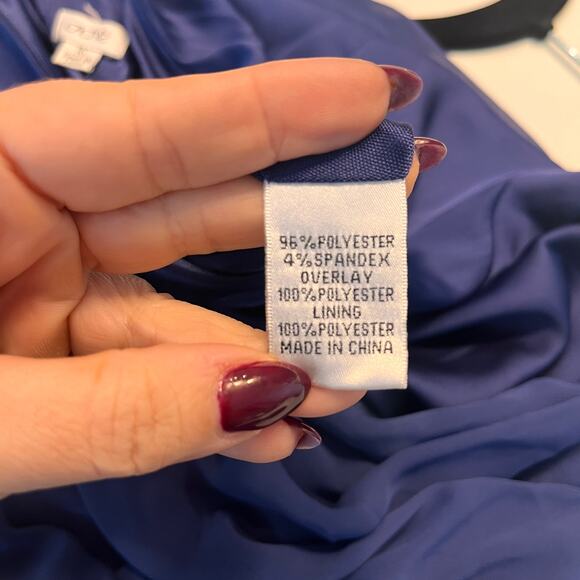 96%POLYESTER
4%SPANDEX
OVERLAY
100%POLYESTER
LINING
100%POLYESTER
MADE IN CHINA